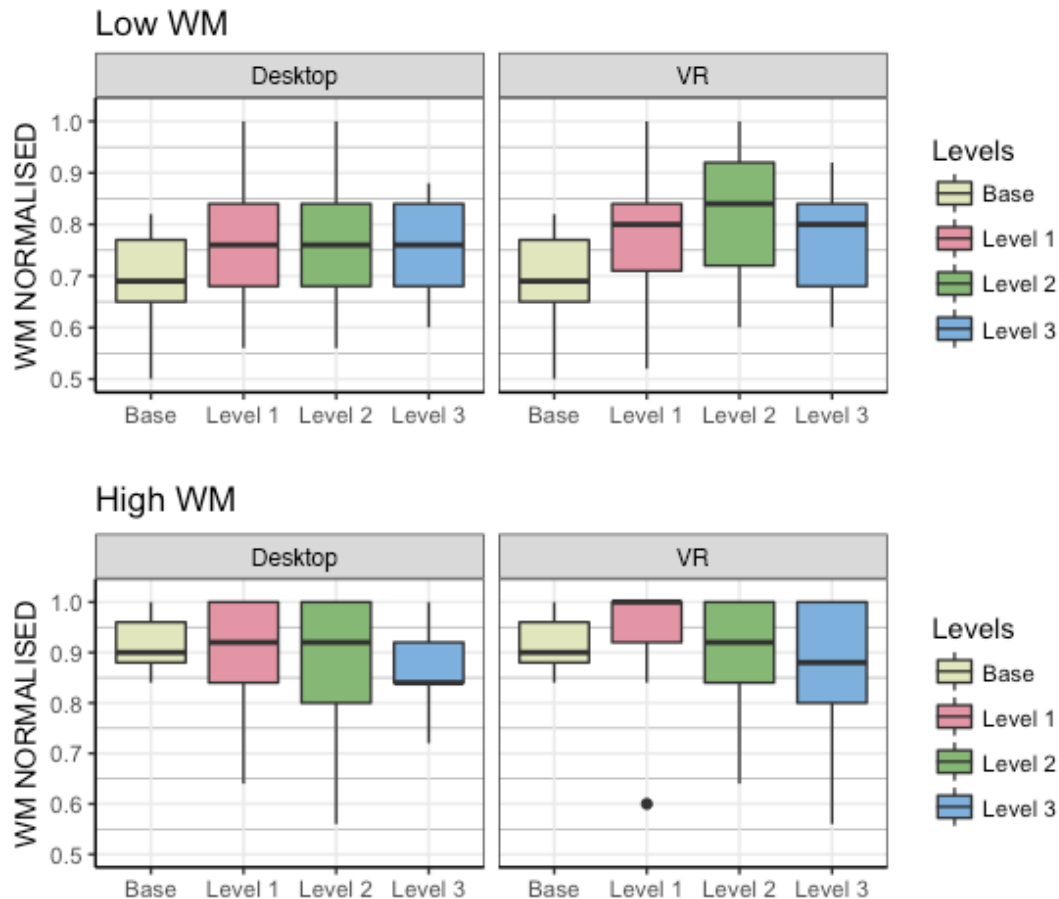 Low WM
Desktop VR
WM NORMALISED
1.0
0.9
0.8
0.7
0.6
0.5
Base Level 1 Level 2 Level 3 Base Level 1 Level 2 Level 3
Levels
Base
Level 1
Level 2
Level 3
High WM
Desktop VR
WM NORMALISED
1.0
0.9
0.8
0.7
0.6
0.5
Base Level 1 Level 2 Level 3 Base Level 1 Level 2 Level 3
Levels
Base
Level 1
Level 2
Level 3